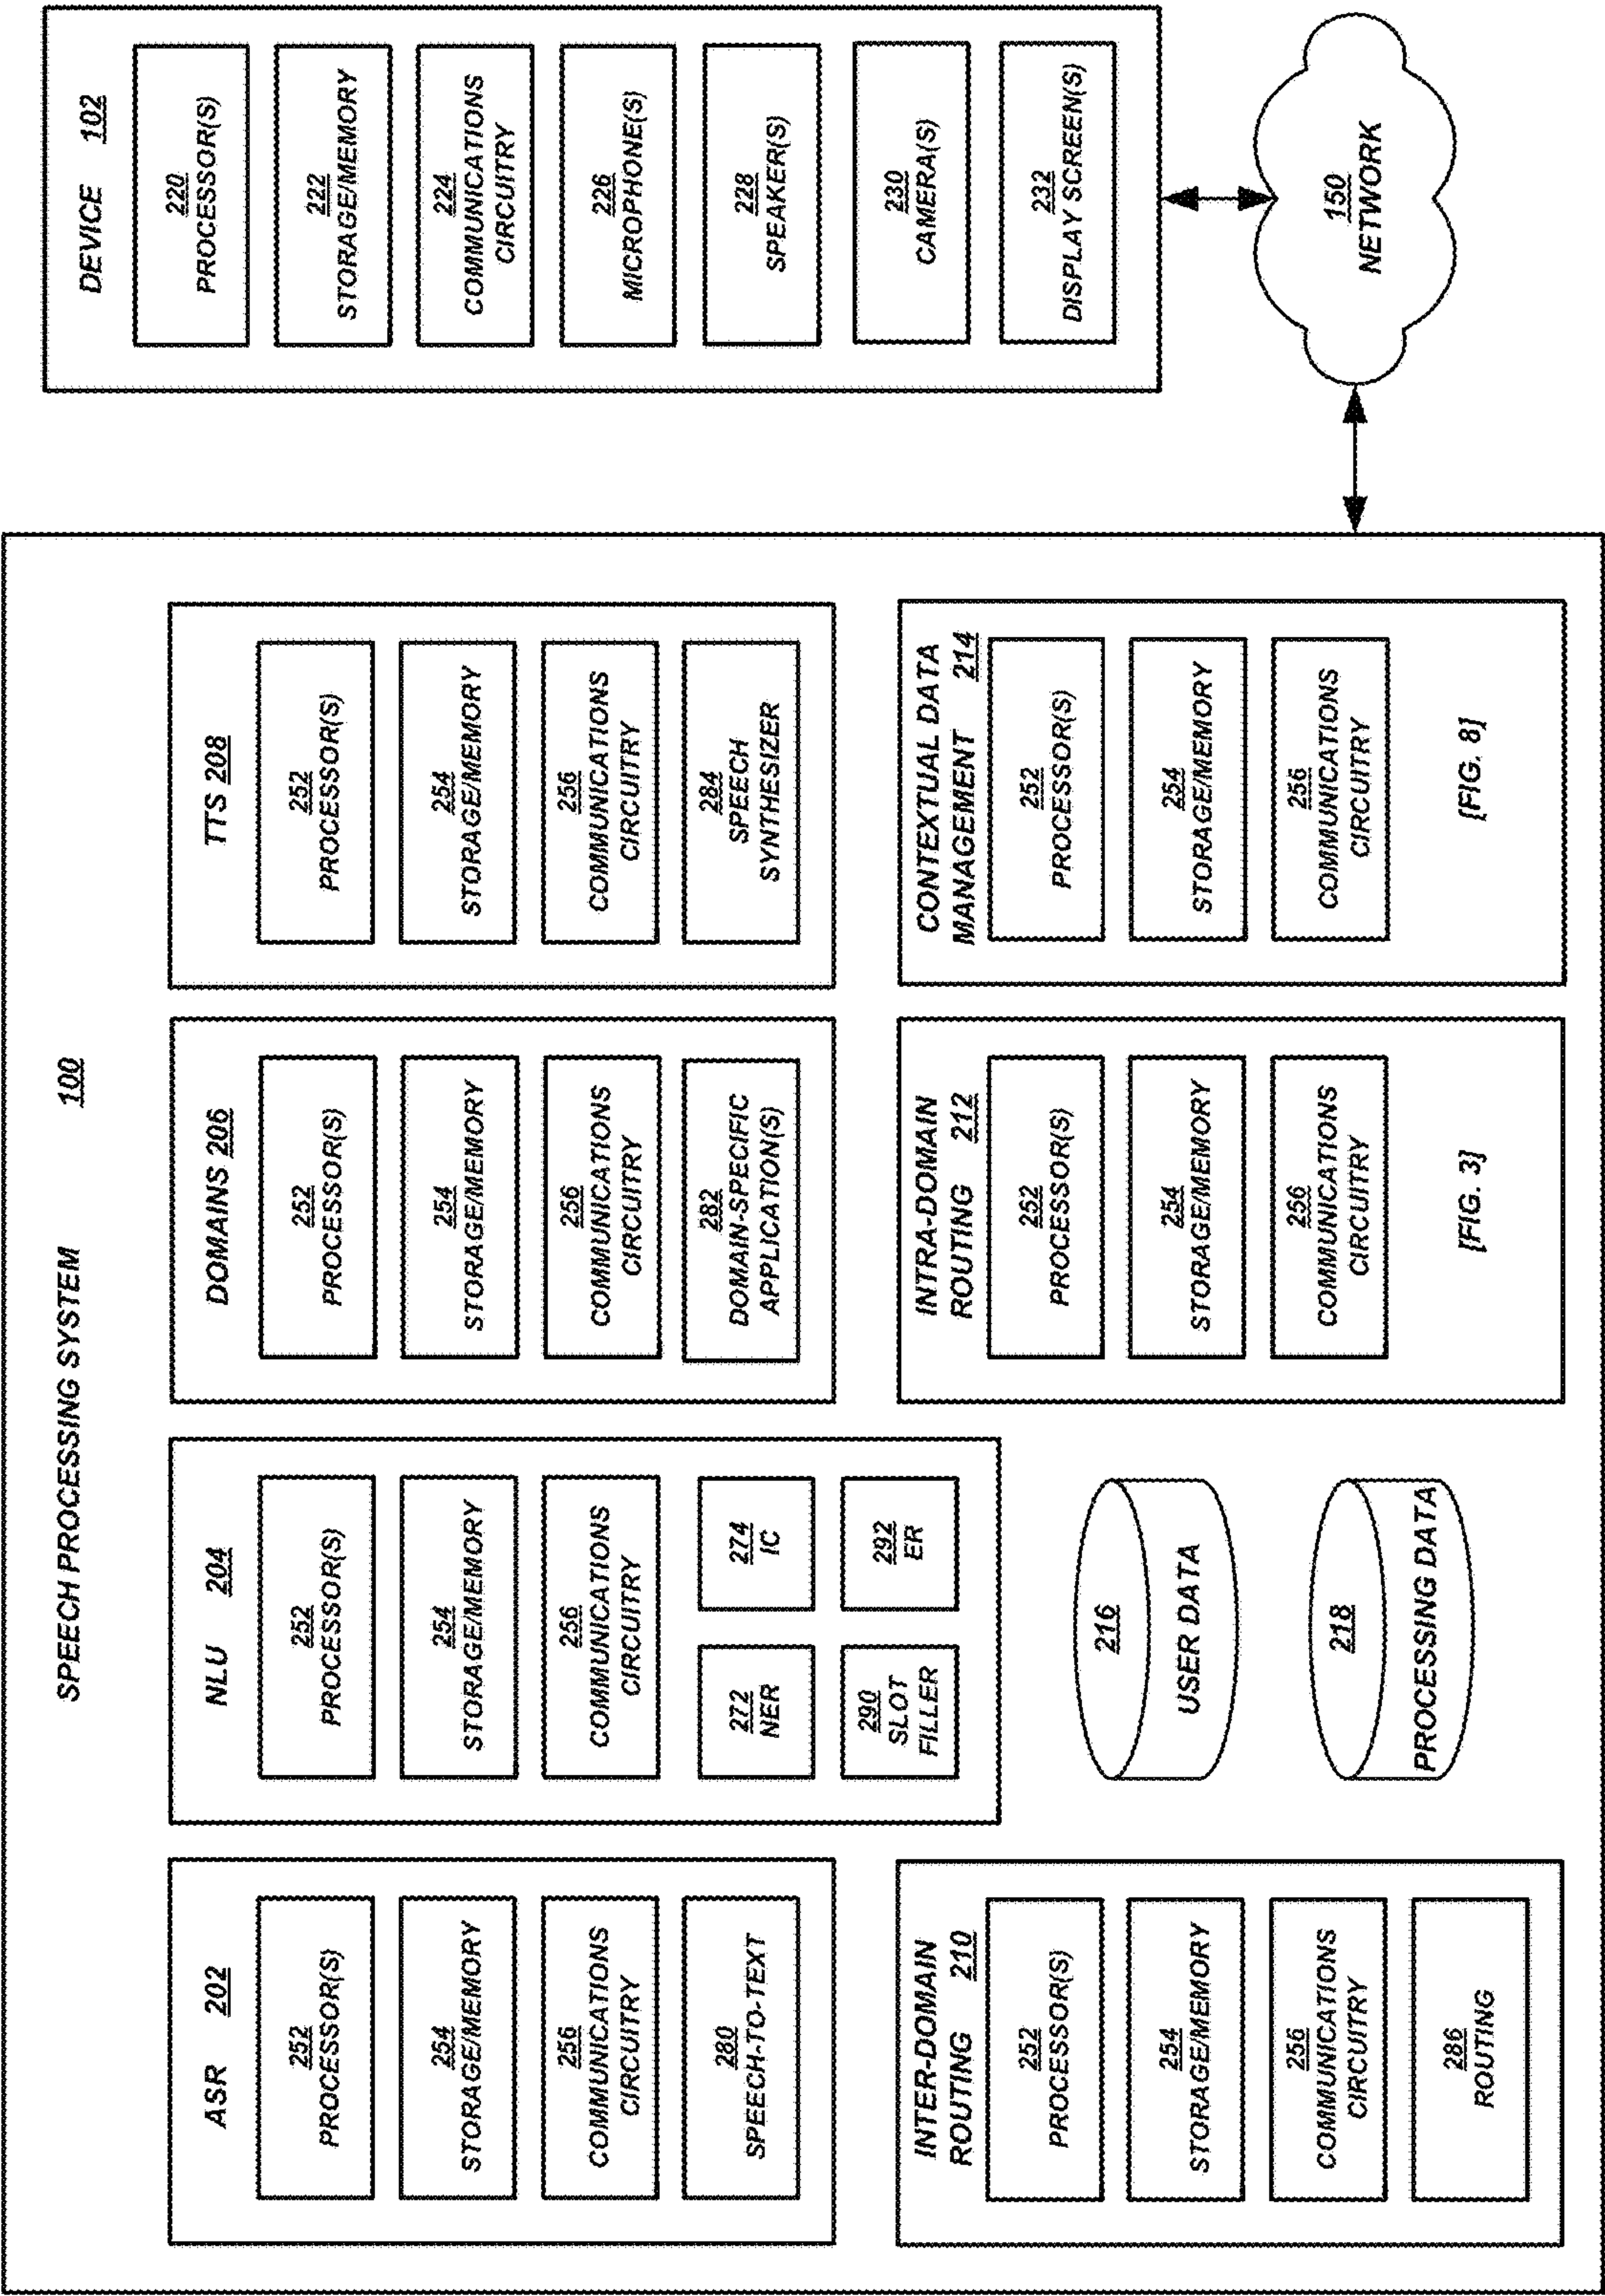 SPEECH PROCESSING SYSTEM 100
ASR 202
252
PROCESSOR(S)
254
STORAGE/MEMORY
256
COMMUNICATIONS
CIRCUITRY
280
SPEECH-TO-TEXT
NLU 204
252
PROCESSOR(S)
254
STORAGE/MEMORY
256
COMMUNICATIONS
CIRCUITRY
272
NER
274
IC
290
SLOT
FILLER
292
ER
DOMAINS 206
252
PROCESSOR(S)
254
STORAGE/MEMORY
256
COMMUNICATIONS
CIRCUITRY
282
DOMAIN-SPECIFIC
APPLICATION(S)
TTS 208
252
PROCESSOR(S)
254
STORAGE/MEMORY
256
COMMUNICATIONS
CIRCUITRY
284
SPEECH
SYNTHESIZER
INTER-DOMAIN
ROUTING 210
252
PROCESSOR(S)
254
STORAGE/MEMORY
256
COMMUNICATIONS
CIRCUITRY
286
ROUTING
216
USER DATA
218
PROCESSING DATA
INTRA-DOMAIN
ROUTING 212
252
PROCESSOR(S)
254
STORAGE/MEMORY
256
COMMUNICATIONS
CIRCUITRY
[FIG. 3]
CONTEXTUAL DATA
MANAGEMENT 214
252
PROCESSOR(S)
254
STORAGE/MEMORY
256
COMMUNICATIONS
CIRCUITRY
[FIG. 8]
DEVICE 102
220
PROCESSOR(S)
222
STORAGE/MEMORY
224
COMMUNICATIONS
CIRCUITRY
226
MICROPHONE(S)
228
SPEAKER(S)
230
CAMERA(S)
232
DISPLAY SCREEN(S)
150
NETWORK